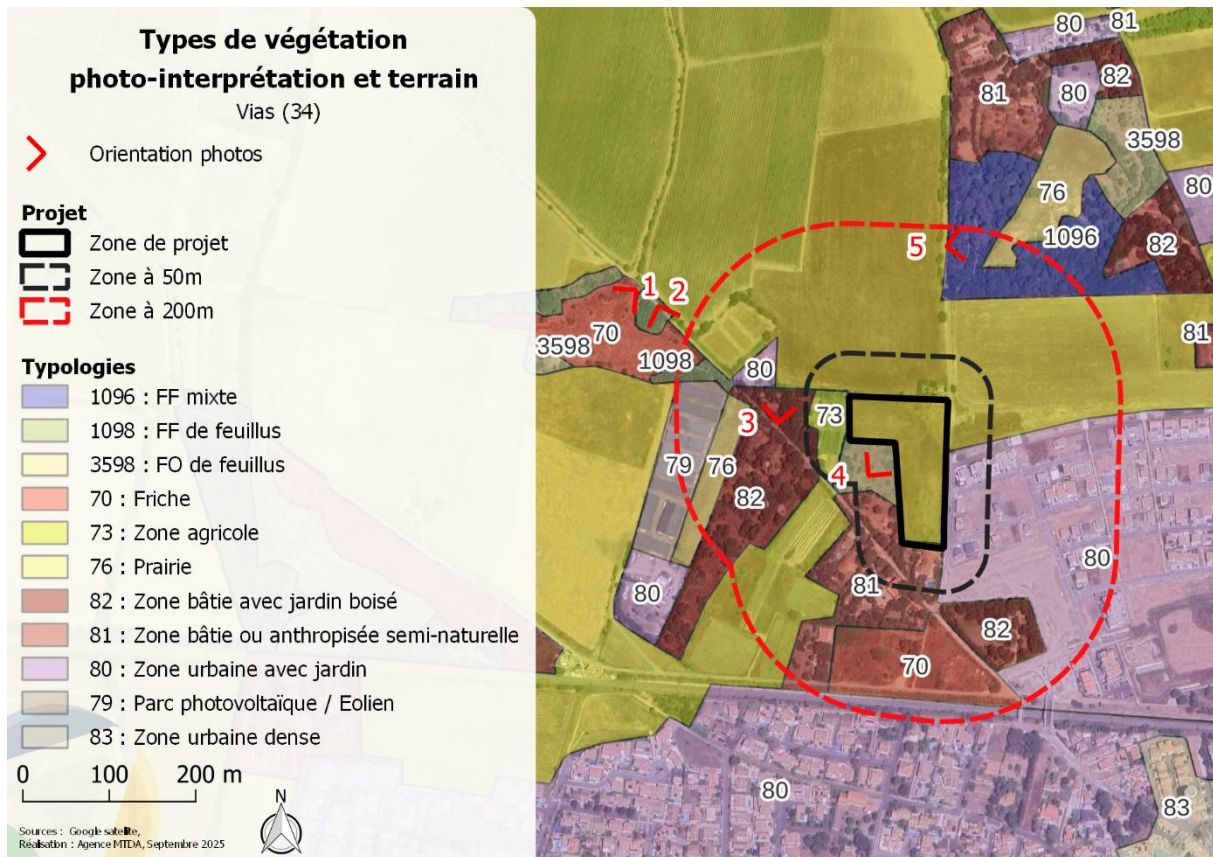 Types de végétation
photo-interprétation et terrain
Vias (34)
Orientation photos
Projet
Zone de projet
Zone à 50m
Zone à 200m
Typologies
1096 : FF mixte
1098 : FF de feuillus
3598 : FO de feuillus
70 : Friche
73 : Zone agricole
76 : Prairie
82 : Zone bâtie avec jardin boisé
81 : Zone bâtie ou anthropisée semi-naturelle
80 : Zone urbaine avec jardin
79 : Parc photovoltaïque / Eolien
83 : Zone urbaine dense
0 100 200 m
N
Sources : Google satellite,
Réalisation : Agence MTDA, Septembre 2025
80 81
82
81 80
3598
80
76
1096
82
5
1 2
81
70
3598
1098
80
3 73
79 76
4
82
80
81
80
82
70
80
83